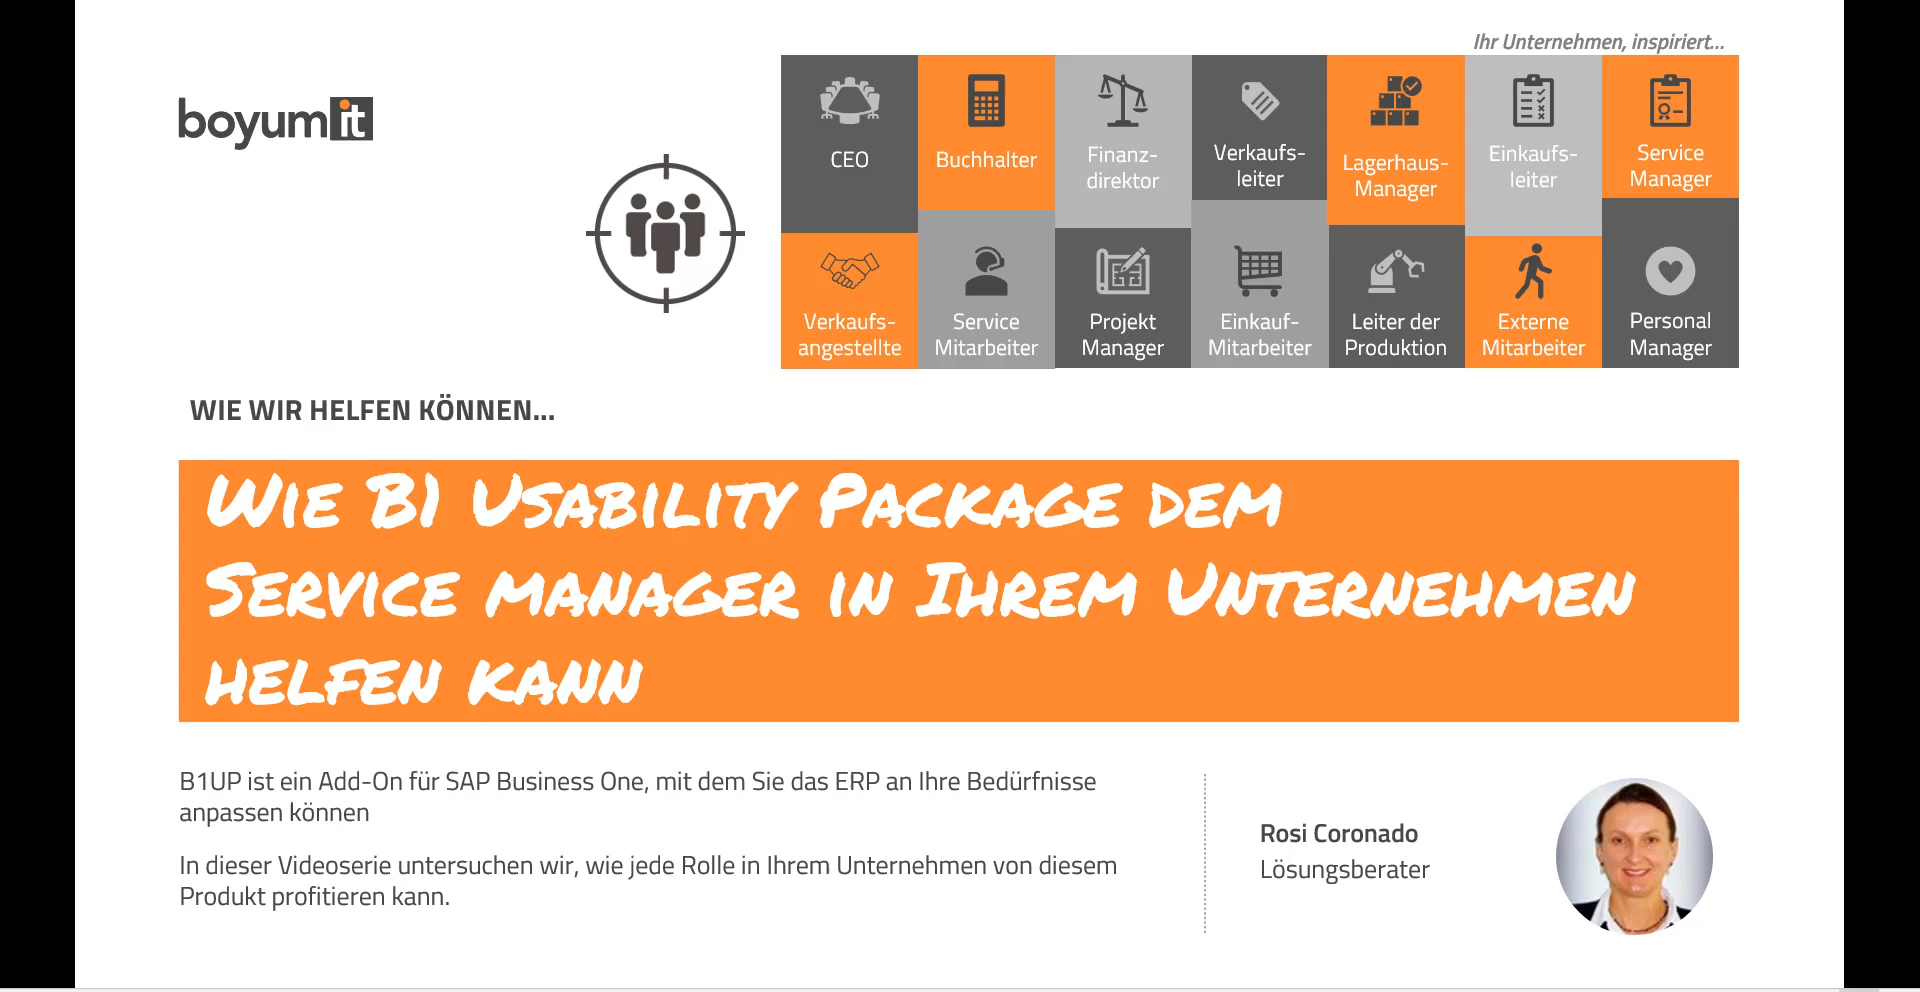 Ihr Unternehmen, inspiriert...
boyumit
CEO
Buchhalter
Finanz-
direktor
Verkaufs-
leiter
Lagerhaus-
Manager
Einkaufs-
leiter
Service
Manager
Verkaufs-
angestellte
Service
Mitarbeiter
Projekt
Manager
Einkauf-
Mitarbeiter
Leiter der
Produktion
Externe
Mitarbeiter
Personal
Manager
WIE WIR HELFEN KÖNNEN...
Wie B1 Usability Package dem
Service manager in Ihrem Unternehmen
helfen kann
B1UP ist ein Add-On für SAP Business One, mit dem Sie das ERP an Ihre Bedürfnisse
anpassen können
In dieser Videoserie untersuchen wir, wie jede Rolle in Ihrem Unternehmen von diesem
Produkt profitieren kann.
Rosi Coronado
Lösungsberater